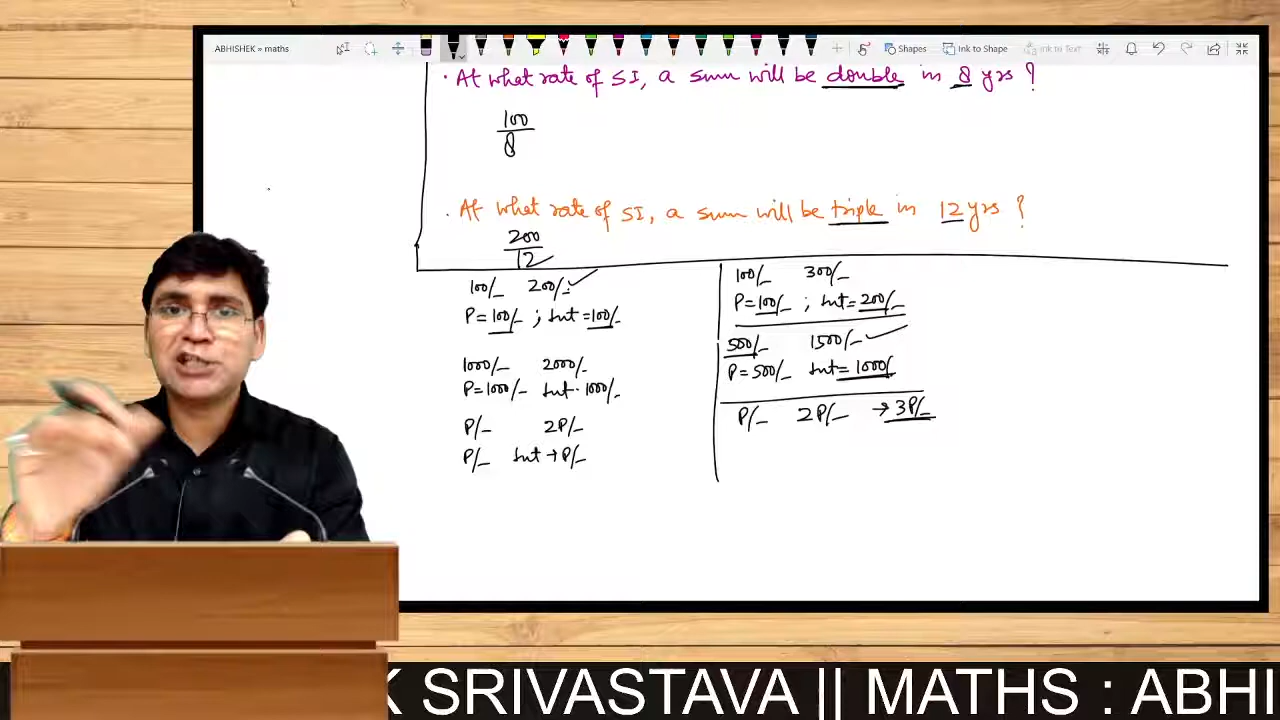 ABHISHEK » maths
Shapes
Ink to Shape
Ink to Text
· At what rate of SI, a sum will be double in 8 yrs ?
100
8
· At what rate of SI, a sum will be triple in 12 yrs ?
200
12
100/- 200/-
P=100/- ; Int=100/-
1000/- 2000/-
P=1000/- Int·1000/-
P/- 2P/-
P/- Int→P/-
100/- 300/-
P=100/- ; Int=200/-
500/- 1500/-
P=500/- Int=1000/-
P/- 2P/- →3P/-
K SRIVASTAVA || MATHS : ABHI